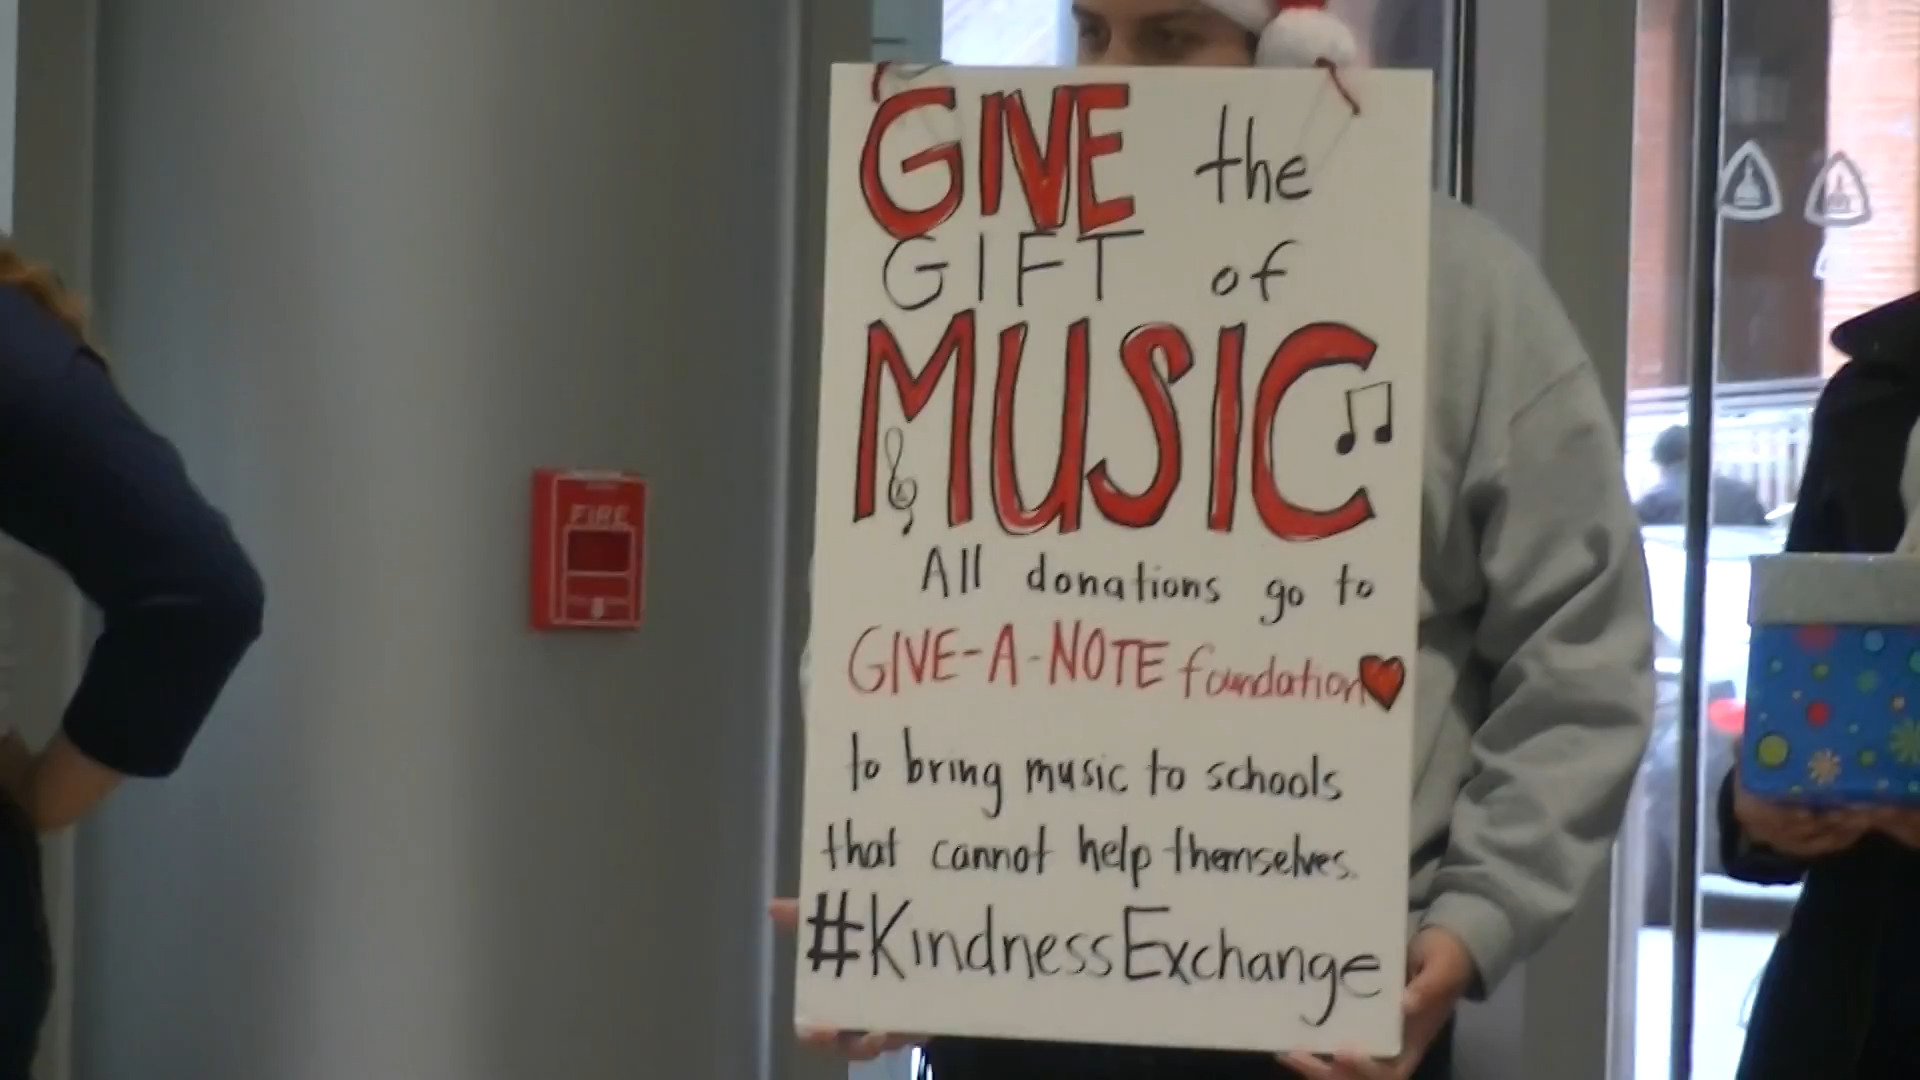 GIVE the
GIFT of
MUSIC
All donations go to
GIVE-A-NOTE foundation
to bring music to schools
that cannot help themselves.
#KindnessExchange
FIRE